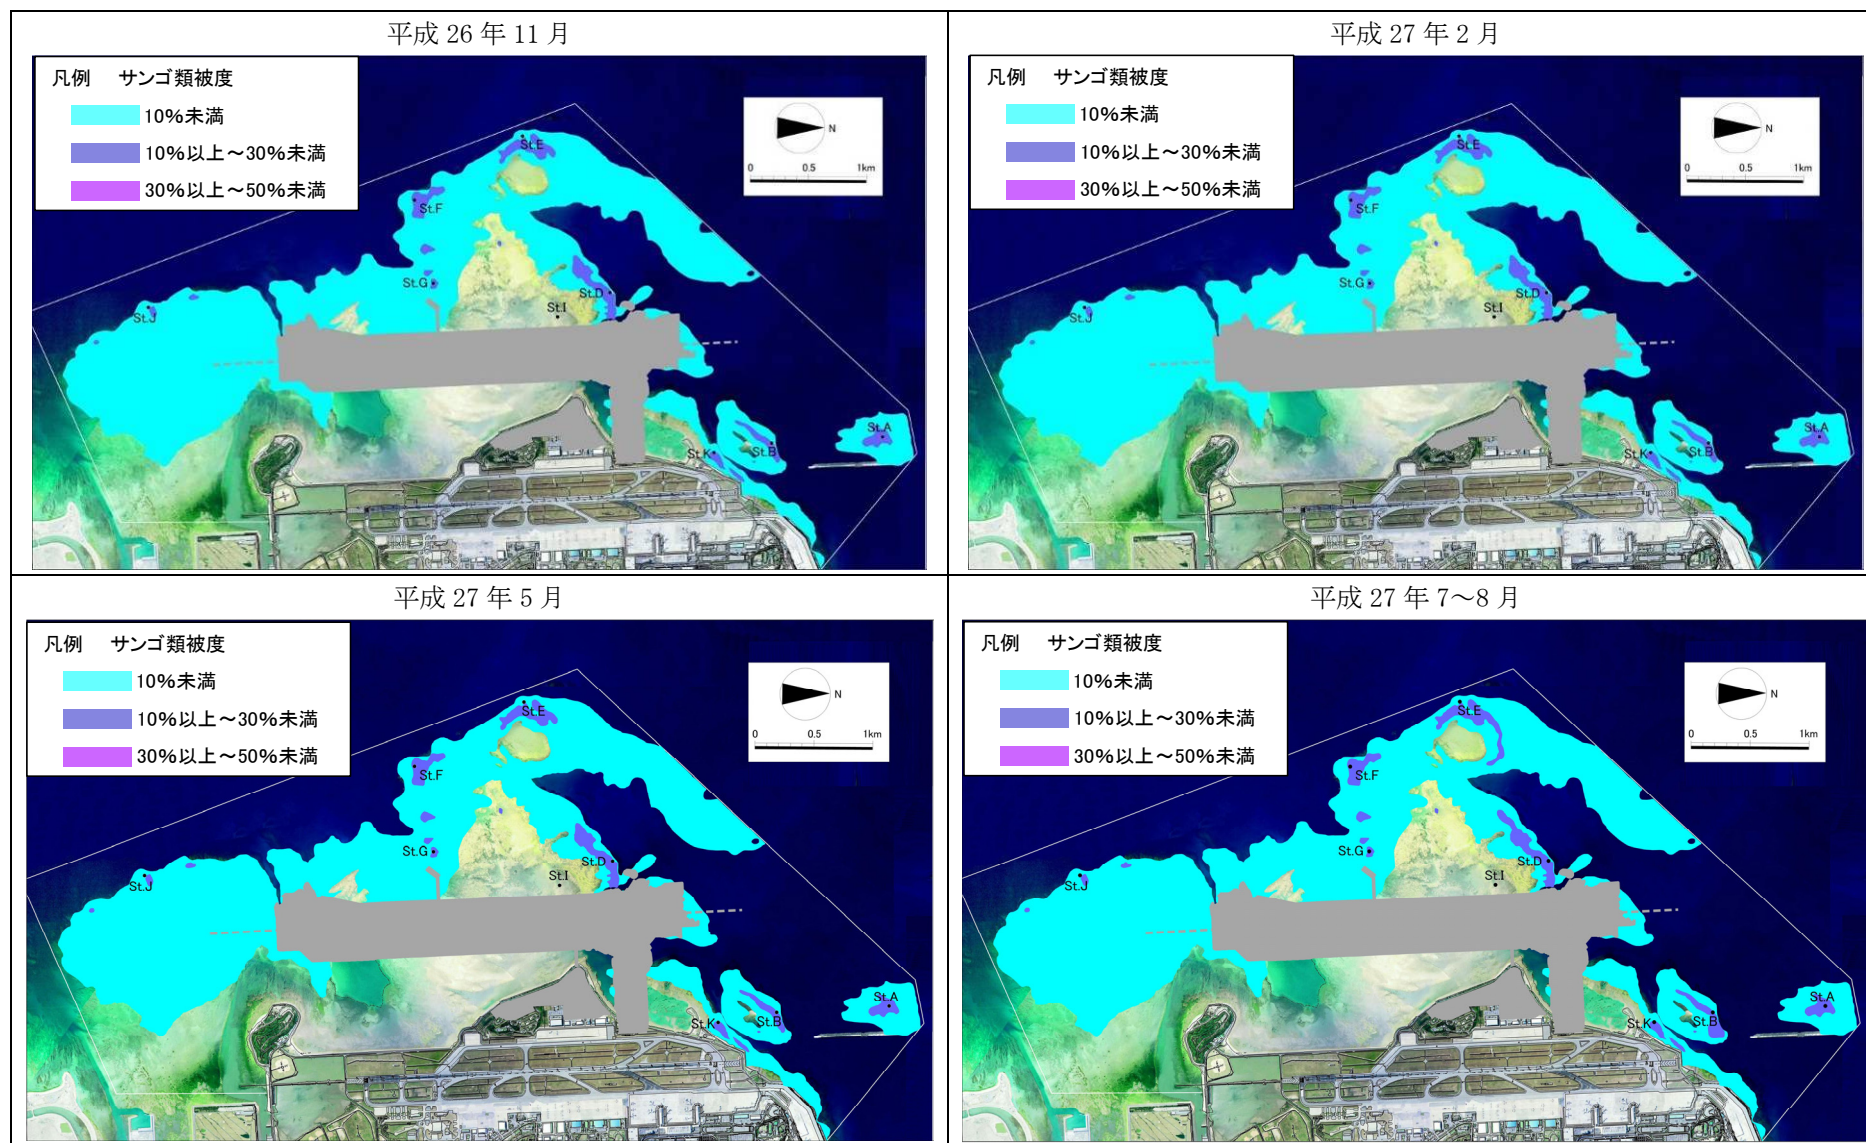 平成 26 年 11 月
凡例 サンゴ類被度
10%未満
10%以上～30%未満
30%以上～50%未満
N
0 0.5 1km
St.E
St.F
St.G
St.D
St.I
St.J
St.A
St.B
St.K
平成 27 年 2 月
凡例 サンゴ類被度
10%未満
10%以上～30%未満
30%以上～50%未満
N
0 0.5 1km
St.E
St.F
St.G
St.D
St.I
St.J
St.A
St.B
St.K
平成 27 年 5 月
凡例 サンゴ類被度
10%未満
10%以上～30%未満
30%以上～50%未満
N
0 0.5 1km
St.E
St.F
St.G
St.D
St.I
St.J
St.A
St.B
St.K
平成 27 年 7～8 月
凡例 サンゴ類被度
10%未満
10%以上～30%未満
30%以上～50%未満
N
0 0.5 1km
St.E
St.F
St.G
St.D
St.I
St.J
St.A
St.B
St.K